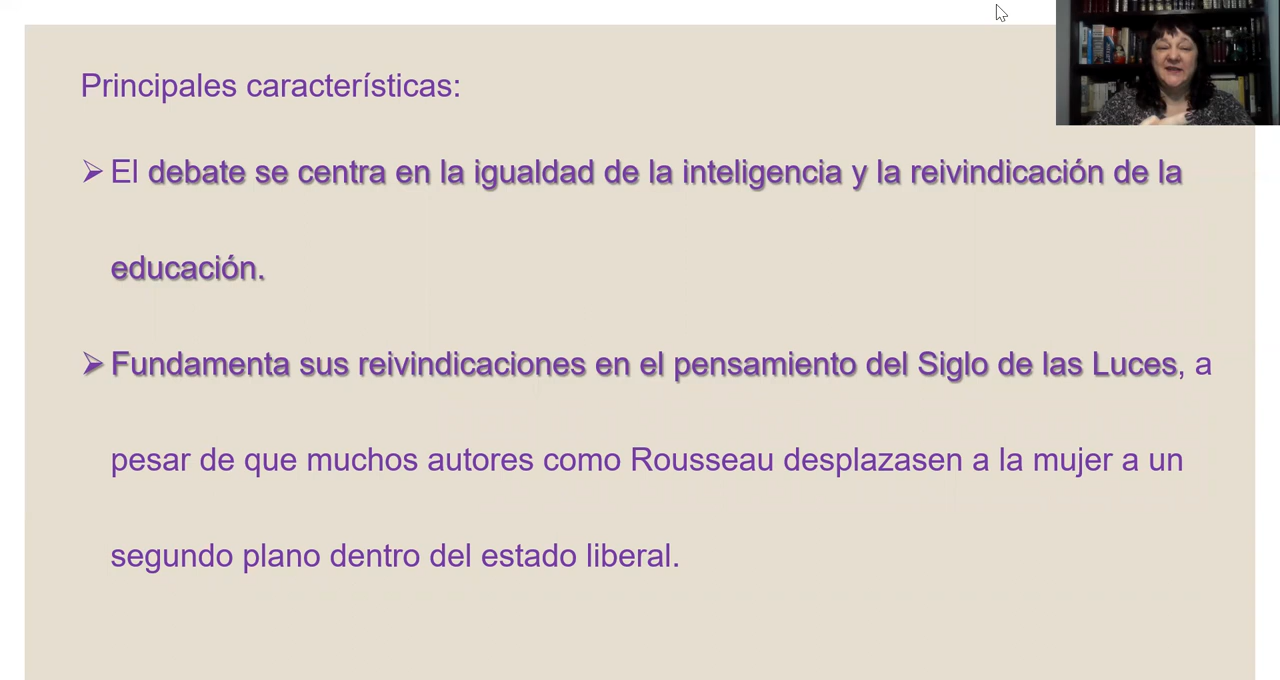 Principales características:
➢ El debate se centra en la igualdad de la inteligencia y la reivindicación de la
educación.
➢ Fundamenta sus reivindicaciones en el pensamiento del Siglo de las Luces, a
pesar de que muchos autores como Rousseau desplazasen a la mujer a un
segundo plano dentro del estado liberal.